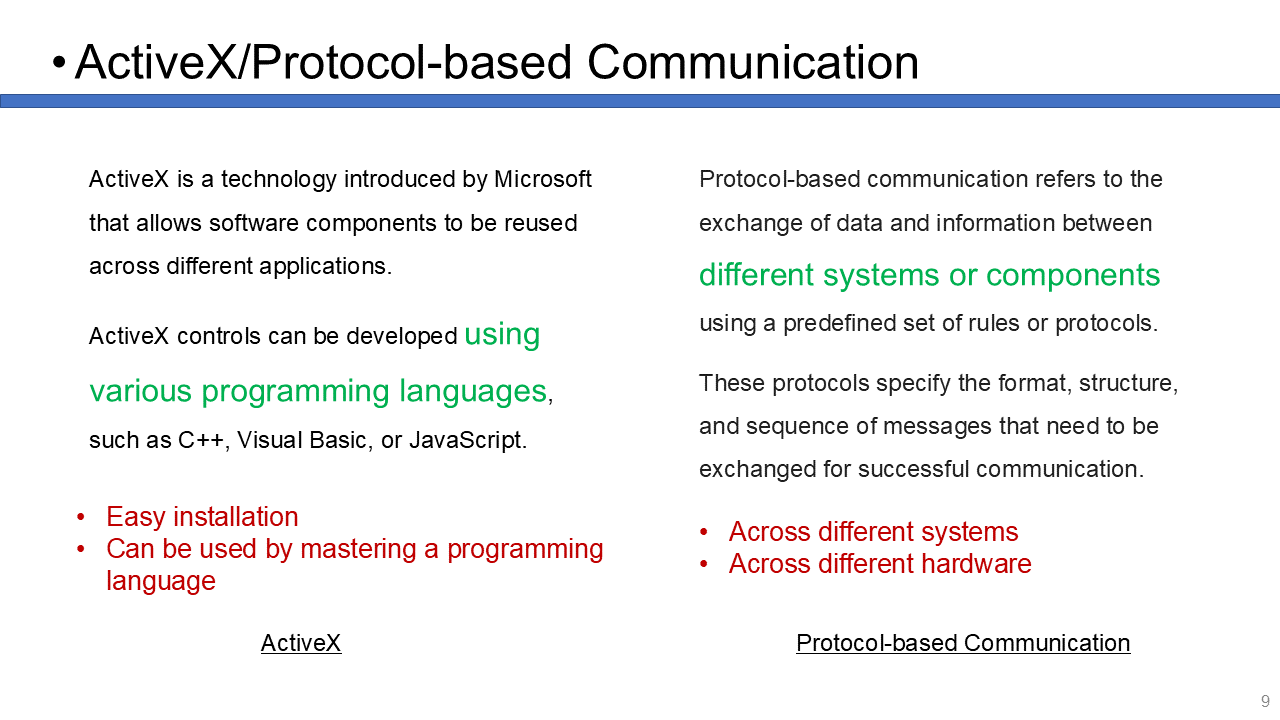 • ActiveX/Protocol-based Communication
ActiveX is a technology introduced by Microsoft
that allows software components to be reused
across different applications.
ActiveX controls can be developed using
various programming languages,
such as C++, Visual Basic, or JavaScript.
• Easy installation
• Can be used by mastering a programming
language
ActiveX
Protocol-based communication refers to the
exchange of data and information between
different systems or components
using a predefined set of rules or protocols.
These protocols specify the format, structure,
and sequence of messages that need to be
exchanged for successful communication.
• Across different systems
• Across different hardware
Protocol-based Communication
9